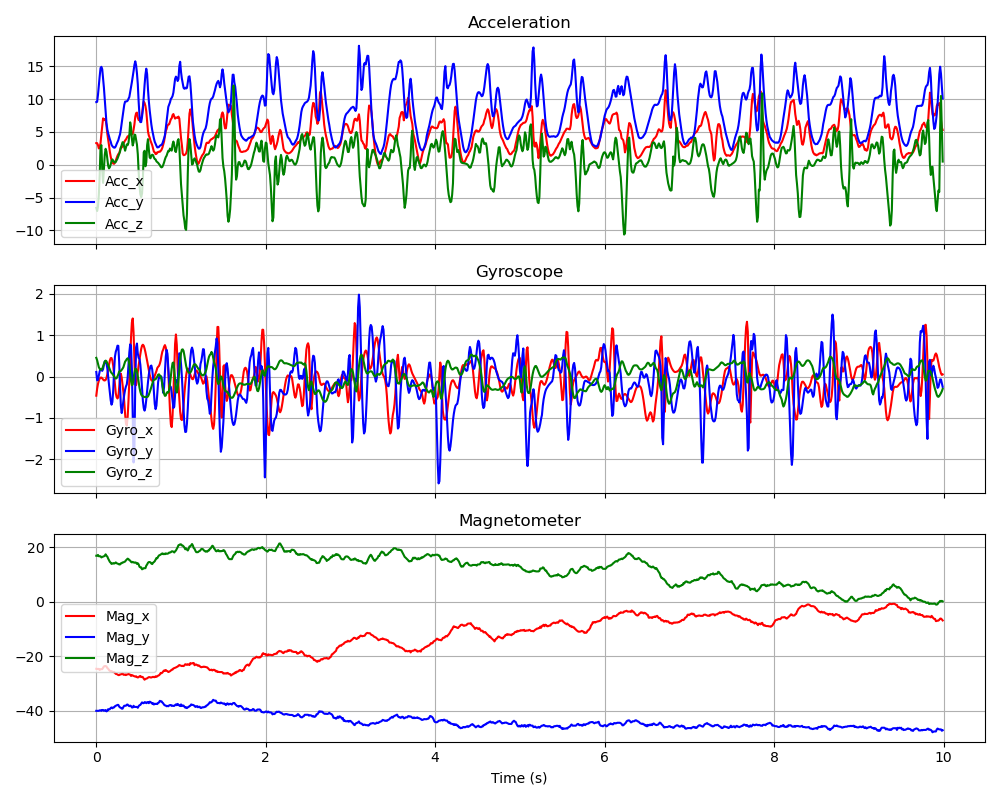 Acceleration
15
10
5
0
−5
−10
Acc_x
Acc_y
Acc_z
Gyroscope
2
1
0
−1
−2
Gyro_x
Gyro_y
Gyro_z
Magnetometer
20
0
−20
−40
Mag_x
Mag_y
Mag_z
0 2 4 6 8 10
Time (s)